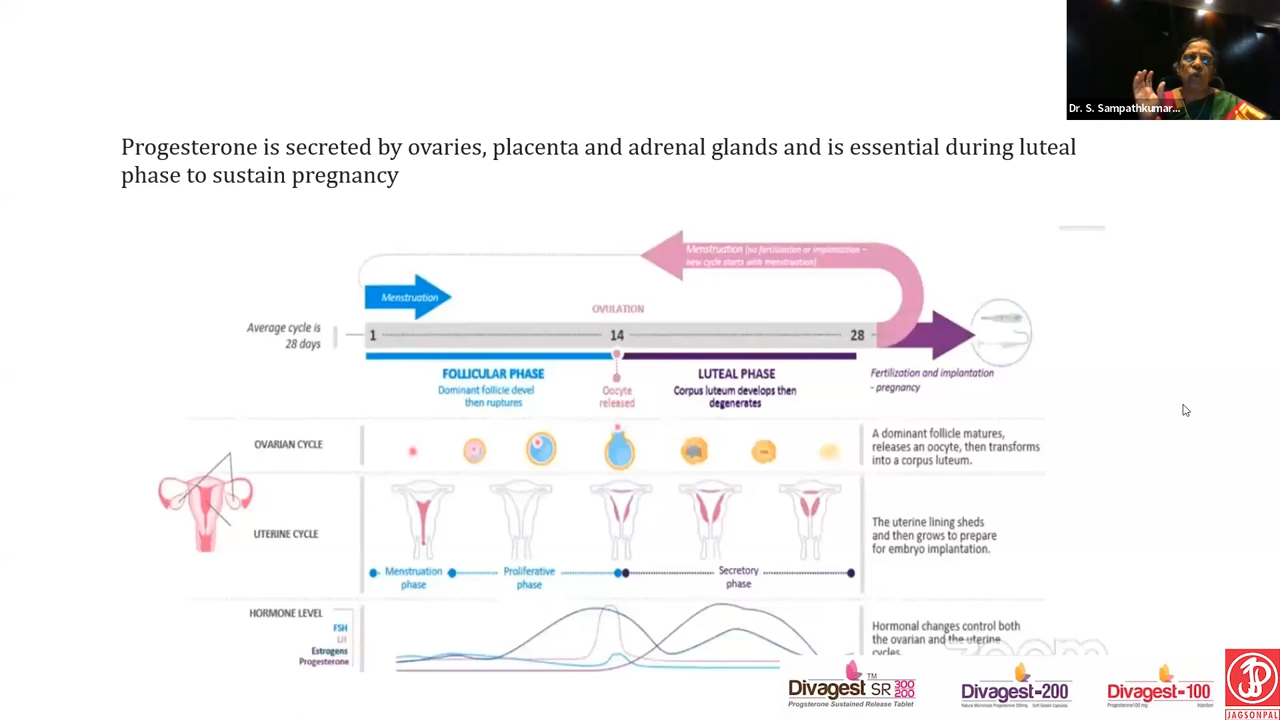 Dr. S. Sampathkumar...
Progesterone is secreted by ovaries, placenta and adrenal glands and is essential during luteal
phase to sustain pregnancy
Menstruation (no fertilization or implantation –
new cycle starts with menstruation)
Menstruation
OVULATION
Average cycle is
28 days
1
14
28
FOLLICULAR PHASE
Dominant follicle devel
then ruptures
Oocyte
released
LUTEAL PHASE
Corpus luteum develops then
degenerates
Fertilization and implantation
- pregnancy
OVARIAN CYCLE
A dominant follicle matures,
releases an oocyte, then transforms
into a corpus luteum.
UTERINE CYCLE
The uterine lining sheds
and then grows to prepare
for embryo implantation.
Menstruation
phase
Proliferative
phase
Secretory
phase
HORMONE LEVEL
FSH
LH
Estrogens
Progesterone
Hormonal changes control both
the ovarian and the uterine
cycles.
zoom
Divagest SR 300 200 TM
Progsterone Sustained Release Tablet
Divagest-200
Natural Micronised Progesterone 200mg Soft Gelatin Capsules
Divagest-100
Progesterone 100 mg Injection
JAGSONPAL